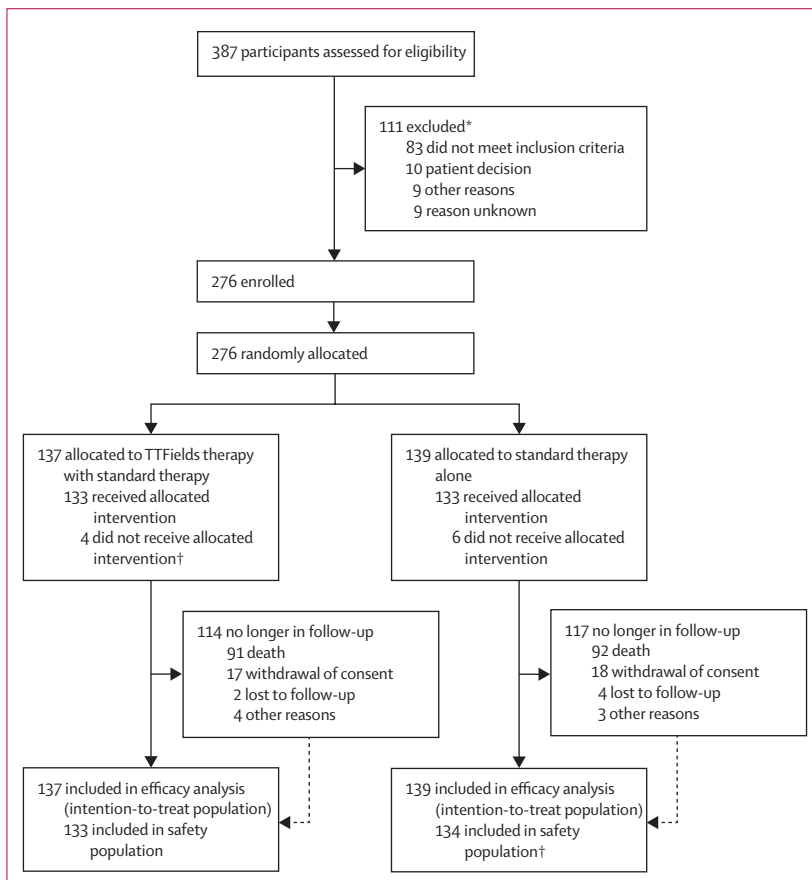 387 participants assessed for eligibility
111 excluded*
83 did not meet inclusion criteria
10 patient decision
9 other reasons
9 reason unknown
276 enrolled
276 randomly allocated
137 allocated to TTFields therapy
with standard therapy
133 received allocated
intervention
4 did not receive allocated
intervention†
139 allocated to standard therapy
alone
133 received allocated
intervention
6 did not receive allocated
intervention
114 no longer in follow-up
91 death
17 withdrawal of consent
2 lost to follow-up
4 other reasons
117 no longer in follow-up
92 death
18 withdrawal of consent
4 lost to follow-up
3 other reasons
137 included in efficacy analysis
(intention-to-treat population)
133 included in safety
population
139 included in efficacy analysis
(intention-to-treat population)
134 included in safety
population†